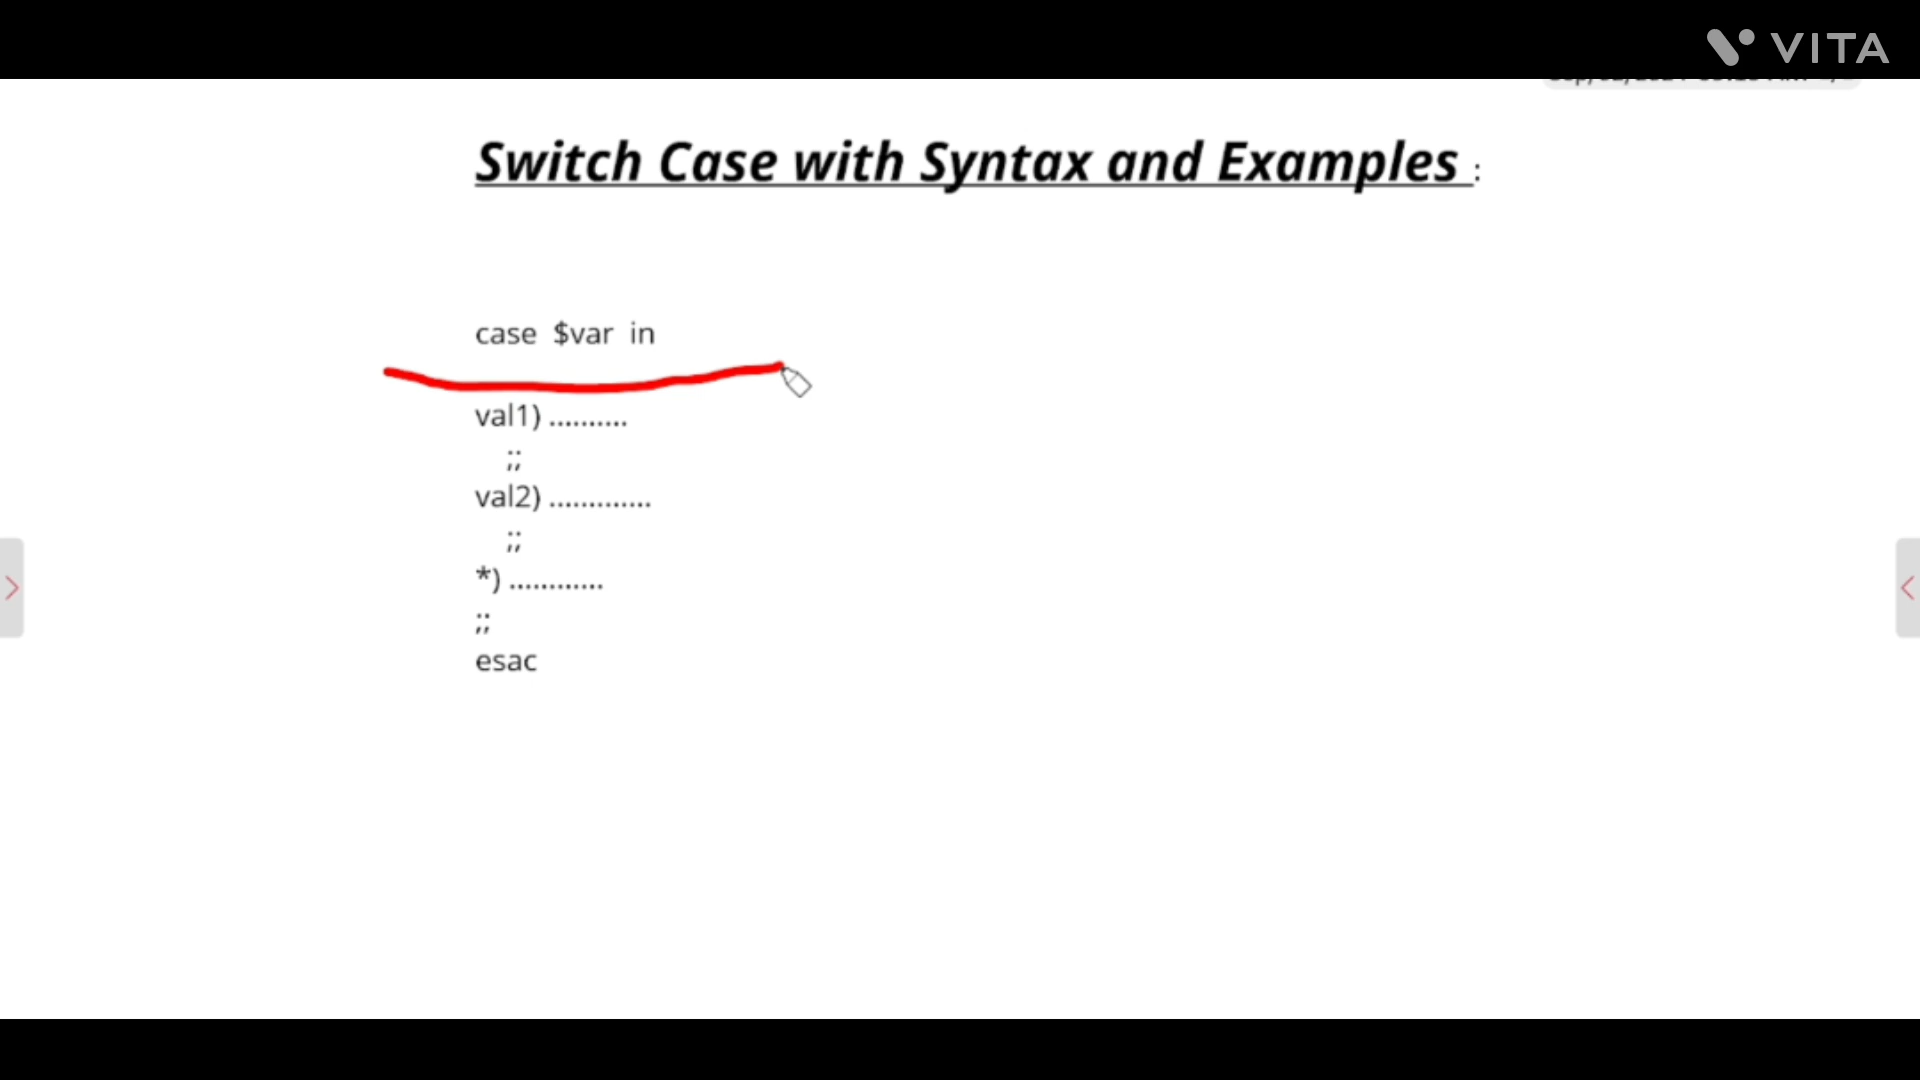 VITA
Switch Case with Syntax and Examples :
case $var in
val1) ..........
;;
val2) .............
;;
*) ............
;;
esac